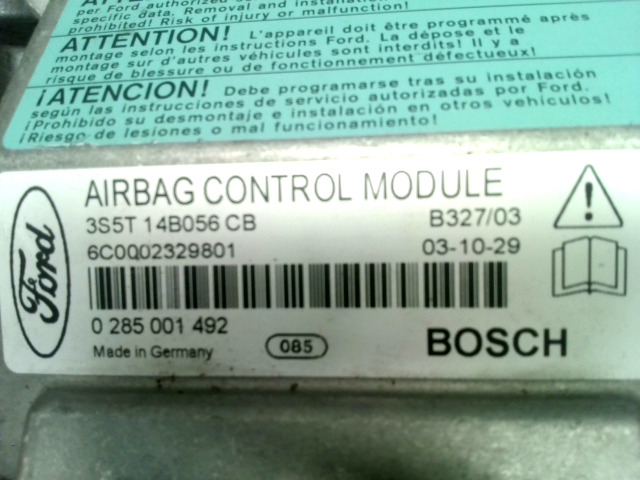 ATTE
per Ford authorized se
specific data. Removal and installation
prohibited! Risk of injury or malfunction!
ATTENTION! L'appareil doit être programmé après
montage selon les instructions Ford. La dépose et le
montage sur d'autres véhicules sont interdits! Il y a
risque de blessure ou de fonctionnement défectueux!
¡ATENCION! Debe programarse tras su instalación
según las instrucciones de servicio autorizadas por Ford.
¡Prohibido su desmontaje e instalación en otros vehículos!
¡Riesgo de lesiones o mal funcionamiento!
Ford
AIRBAG CONTROL MODULE
3S5T 14B056 CB B327/03
6C0002329801 03-10-29
0 285 001 492
Made in Germany 085 BOSCH